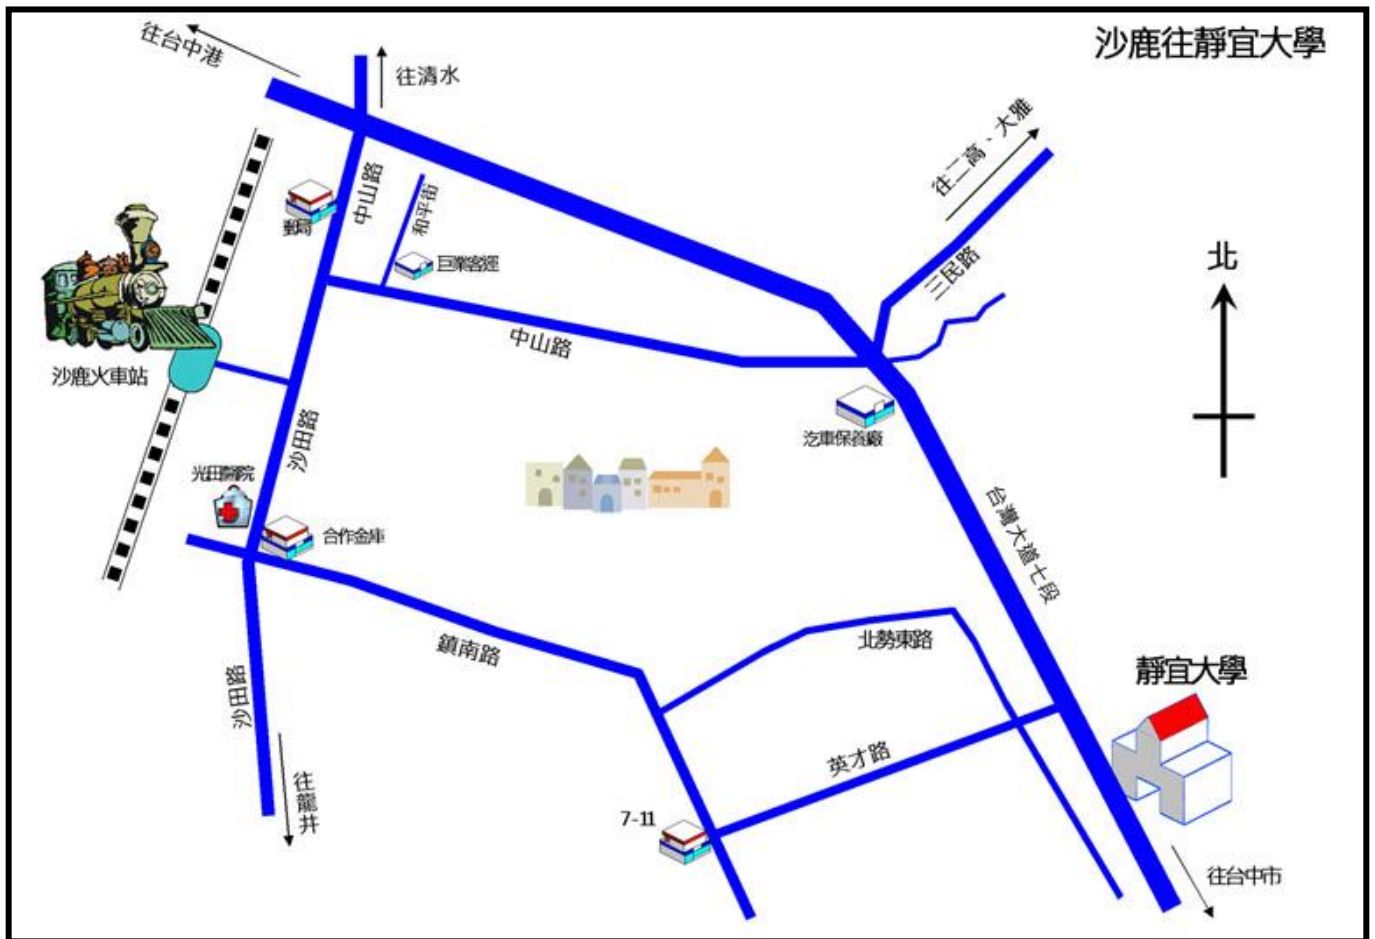 沙鹿往靜宜大學
往台中港
往清水
往二高、大雅
中山路
和平街
郵局
巨業客運
三民路
北
中山路
沙鹿火車站
沙田路
汽車保養廠
光田醫院
合作金庫
台灣大道七段
鎮南路
北勢東路
靜宜大學
沙田路
英才路
往龍井
7-11
往台中市